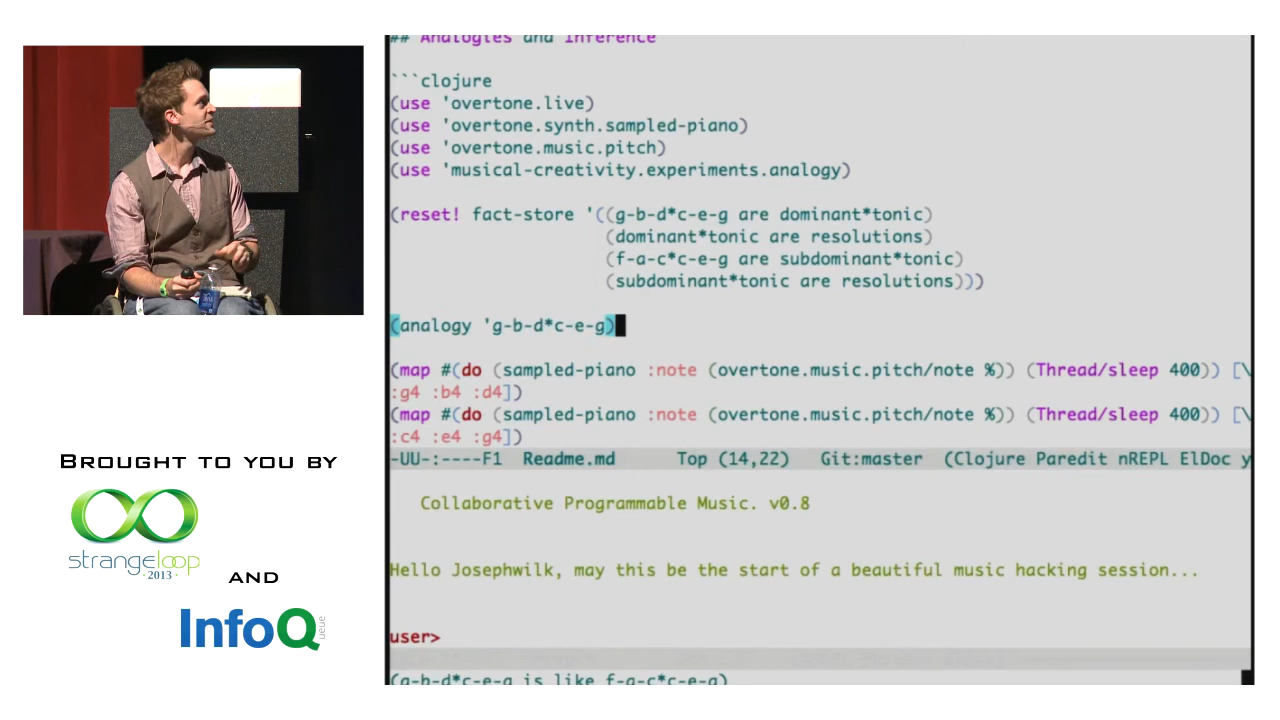 ## Analogies and Inference
```clojure
(use 'overtone.live)
(use 'overtone.synth.sampled-piano)
(use 'overtone.music.pitch)
(use 'musical-creativity.experiments.analogy)
(reset! fact-store '((g-b-d*c-e-g are dominant*tonic)
(dominant*tonic are resolutions)
(f-a-c*c-e-g are subdominant*tonic)
(subdominant*tonic are resolutions)))
(analogy 'g-b-d*c-e-g)
(map #(do (sampled-piano :note (overtone.music.pitch/note %)) (Thread/sleep 400)) [\
:g4 :b4 :d4])
(map #(do (sampled-piano :note (overtone.music.pitch/note %)) (Thread/sleep 400)) [\
:c4 :e4 :g4])
-UU-:----F1 Readme.md Top (14,22) Git:master (Clojure Paredit nREPL ElDoc y
Collaborative Programmable Music. v0.8
Hello Josephwilk, may this be the start of a beautiful music hacking session...
user>
(g-b-d*c-e-g is like f-a-c*c-e-g)
BROUGHT TO YOU BY
strangeloop
·2013·
AND
InfoQ
queue